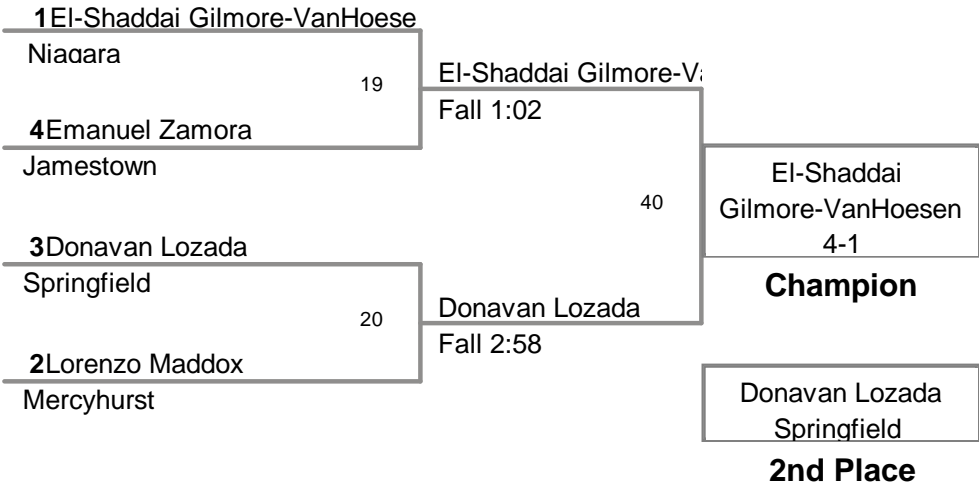 1El-Shaddai Gilmore-VanHoese
Niagara
19
El-Shaddai Gilmore-Va
Fall 1:02
4Emanuel Zamora
Jamestown
El-Shaddai
Gilmore-VanHoesen
4-1
Champion
40
3Donavan Lozada
Springfield
20
Donavan Lozada
Fall 2:58
2Lorenzo Maddox
Mercyhurst
Donavan Lozada
Springfield
2nd Place